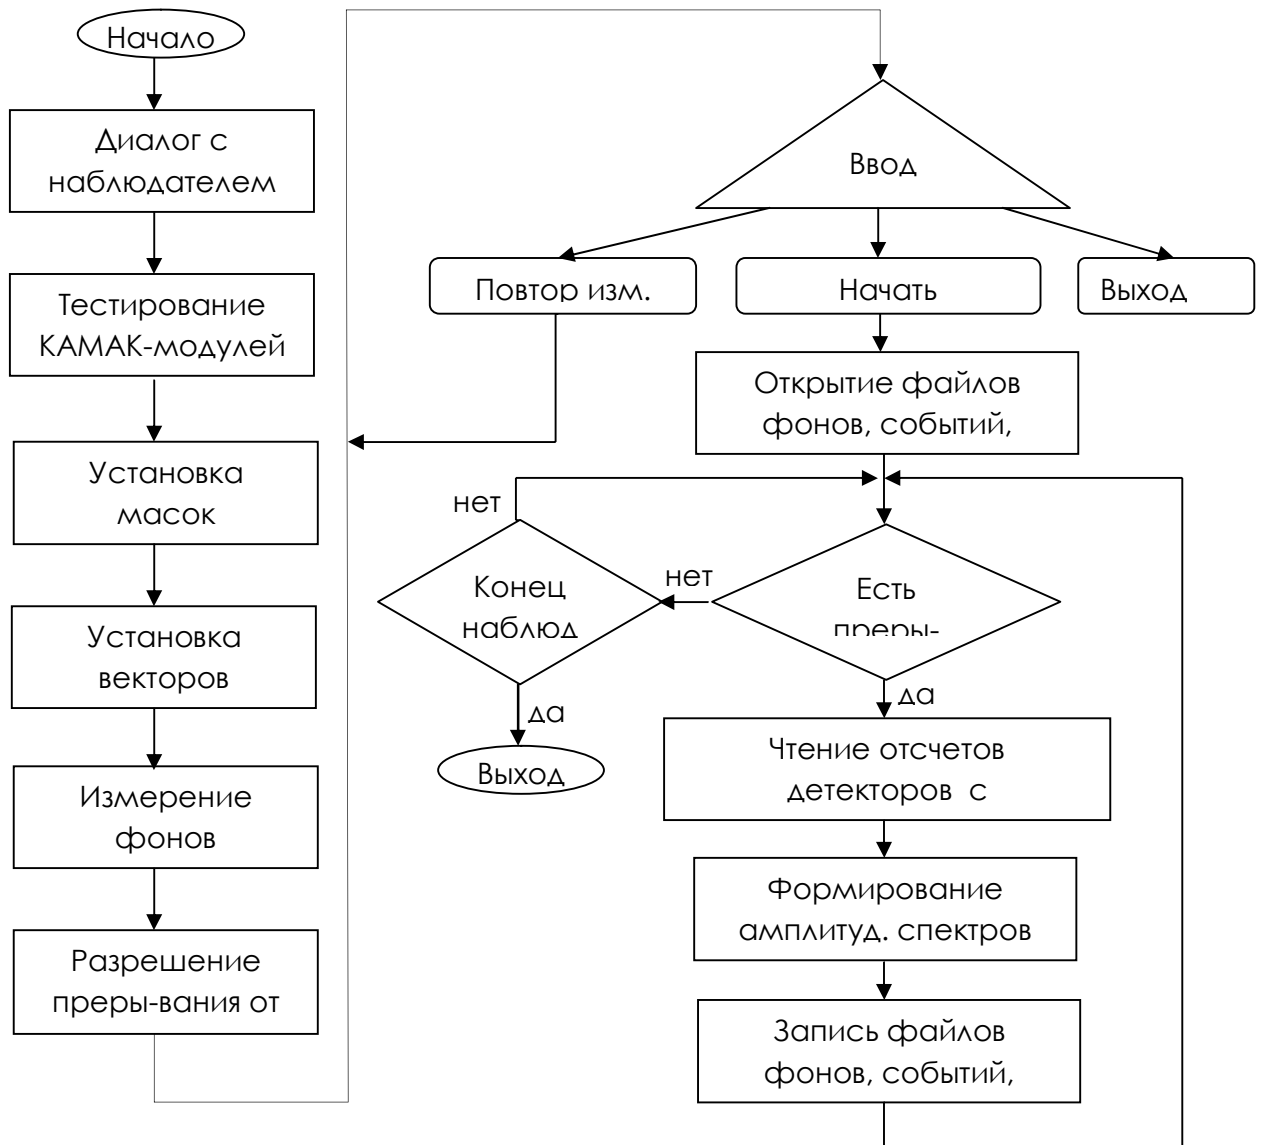 Начало
Диалог с
наблюдателем
Тестирование
КАМАК-модулей
Установка
масок
Установка
векторов
Измерение
фонов
Разрешение
преры-вания от
Ввод
Повтор изм.
Начать
Выход
Открытие файлов
фонов, событий,
нет
Конец
наблюд
нет
Есть
преры-
да
Выход
да
Чтение отсчетов
детекторов с
Формирование
амплитуд. спектров
Запись файлов
фонов, событий,